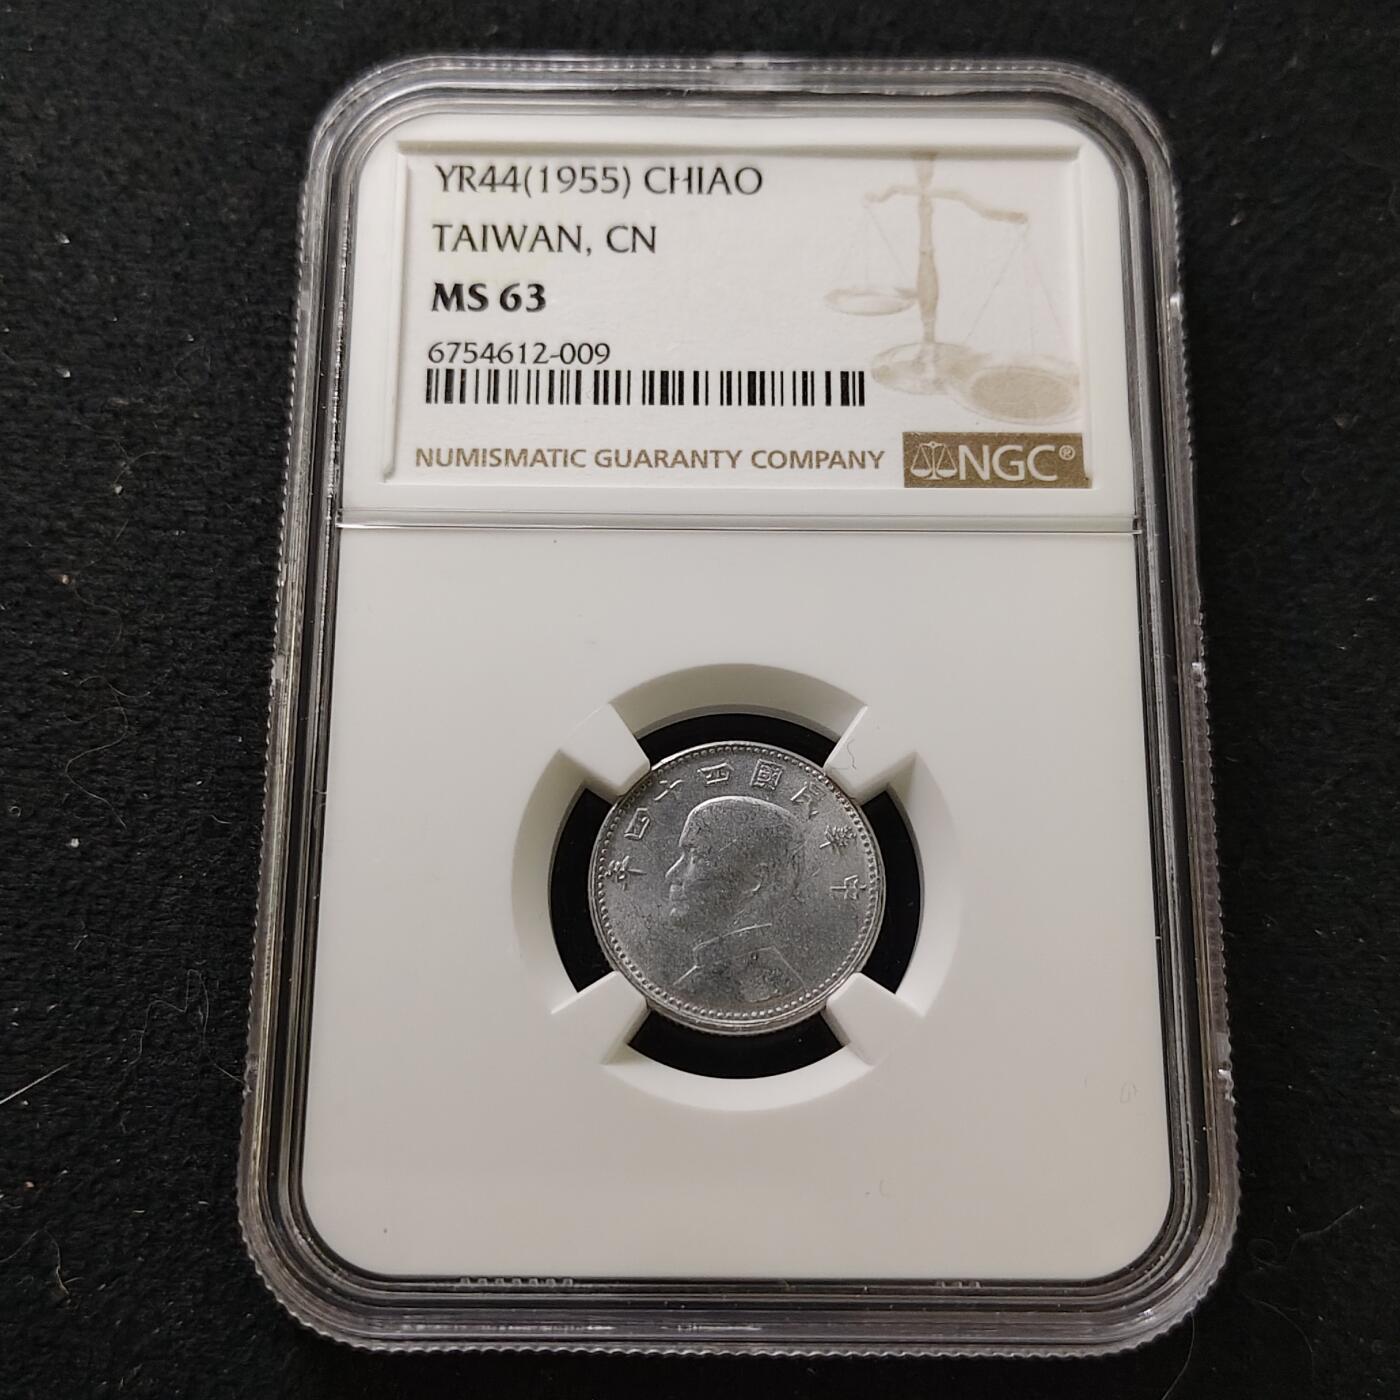 YR44(1955) CHIAO
TAIWAN, CN
MS 63
6754612-009
NUMISMATIC GUARANTY COMPANY NGC®
年四十四國民華中